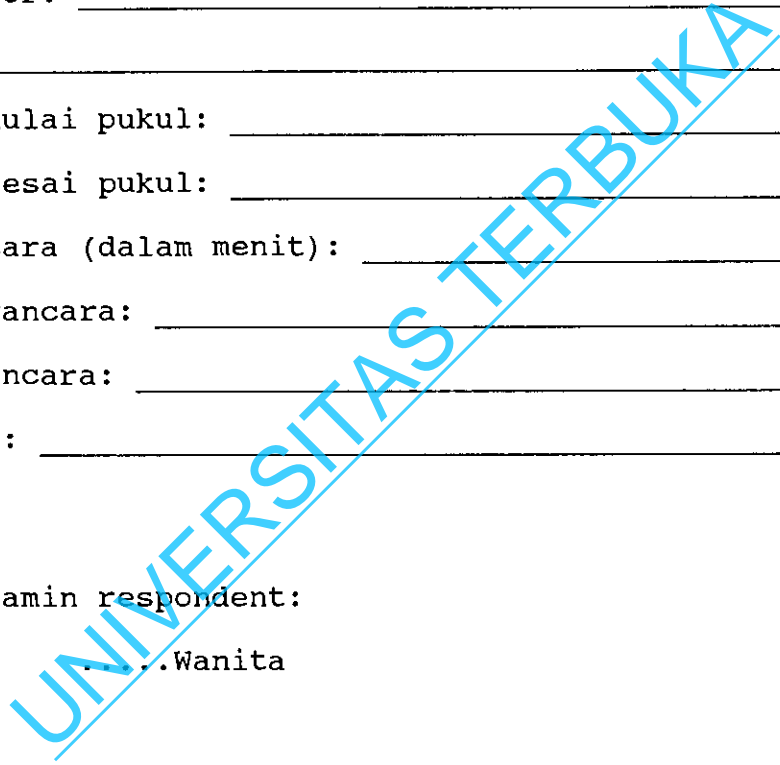 ulai pukul:
esai pukul:
ara (dalam menit):
ancara:
ncara:
:
amin respondent:
.....Wanita
UNIVERSITAS TERBUKA